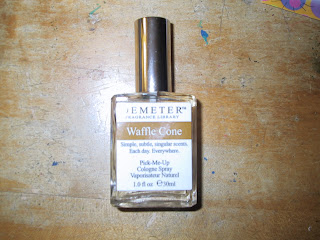 DEMETER™
FRAGRANCE LIBRARY
Waffle Cone
Simple, subtle, singular scents.
Each day. Everywhere.
Pick-Me-Up
Cologne Spray
Vaporisateur Naturel
1.0 fl oz. ℮30ml